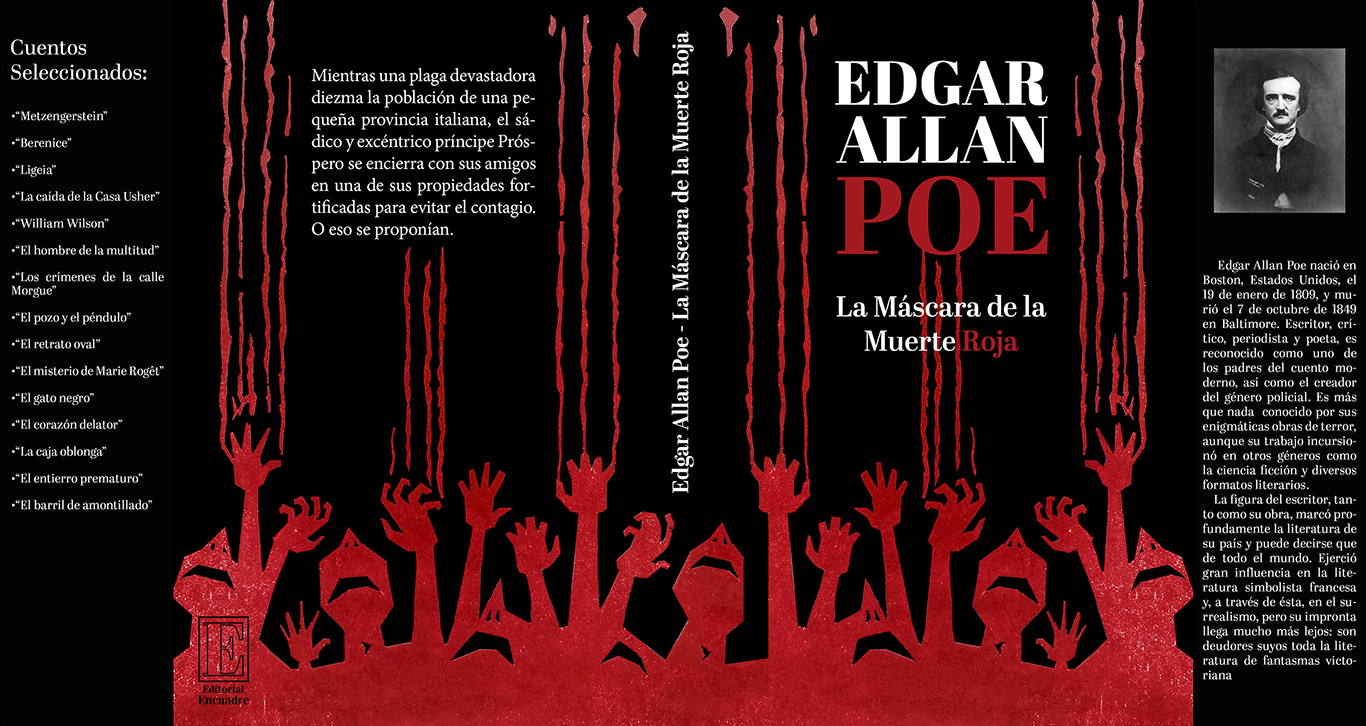 Cuentos
Seleccionados:
•“Metzengerstein”
•“Berenice”
•“Ligeia”
•“La caída de la Casa Usher”
•“William Wilson”
•“El hombre de la multitud”
•“Los crímenes de la calle
Morgue”
•“El pozo y el péndulo”
•“El retrato oval”
•“El misterio de Marie Rogêt”
•“El gato negro”
•“El corazón delator”
•“La caja oblonga”
•“El entierro prematuro”
•“El barril de amontillado”
Mientras una plaga devastadora
diezma la población de una pe-
queña provincia italiana, el sá-
dico y excéntrico príncipe Prós-
pero se encierra con sus amigos
en una de sus propiedades for-
tificadas para evitar el contagio.
O eso se proponían.
E
Editorial
Encuadre
Edgar Allan Poe - La Máscara de la Muerte Roja
EDGAR
ALLAN
POE
La Máscara de la
Muerte Roja
Edgar Allan Poe nació en
Boston, Estados Unidos, el
19 de enero de 1809, y mu-
rió el 7 de octubre de 1849
en Baltimore. Escritor, crí-
tico, periodista y poeta, es
reconocido como uno de
los padres del cuento mo-
derno, así como el creador
del género policial. Es más
que nada conocido por sus
enigmáticas obras de terror,
aunque su trabajo incursio-
nó en otros géneros como
la ciencia ficción y diversos
formatos literarios.
La figura del escritor, tan-
to como su obra, marcó pro-
fundamente la literatura de
su país y puede decirse que
de todo el mundo. Ejerció
gran influencia en la lite-
ratura simbolista francesa
y, a través de ésta, en el su-
rrealismo, pero su impronta
llega mucho más lejos: son
deudores suyos toda la lite-
ratura de fantasmas victo-
riana